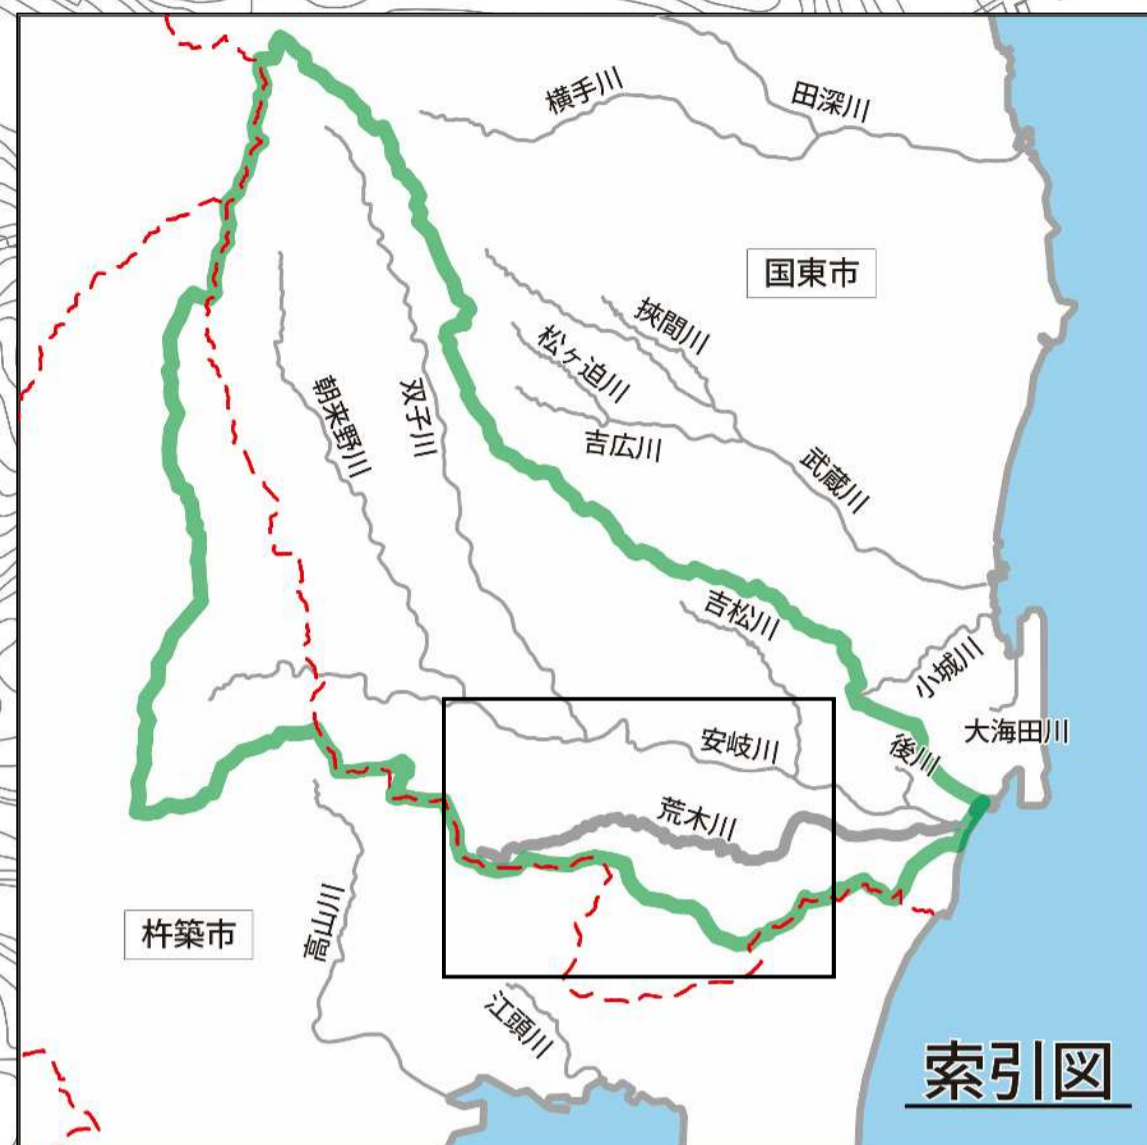 横手川
田深川
国東市
挾間川
松ヶ迫川
朝来野川
双子川
吉広川
武蔵川
吉松川
小城川
大海田川
安岐川
後川
荒木川
杵築市
高山川
江頭川
索引図